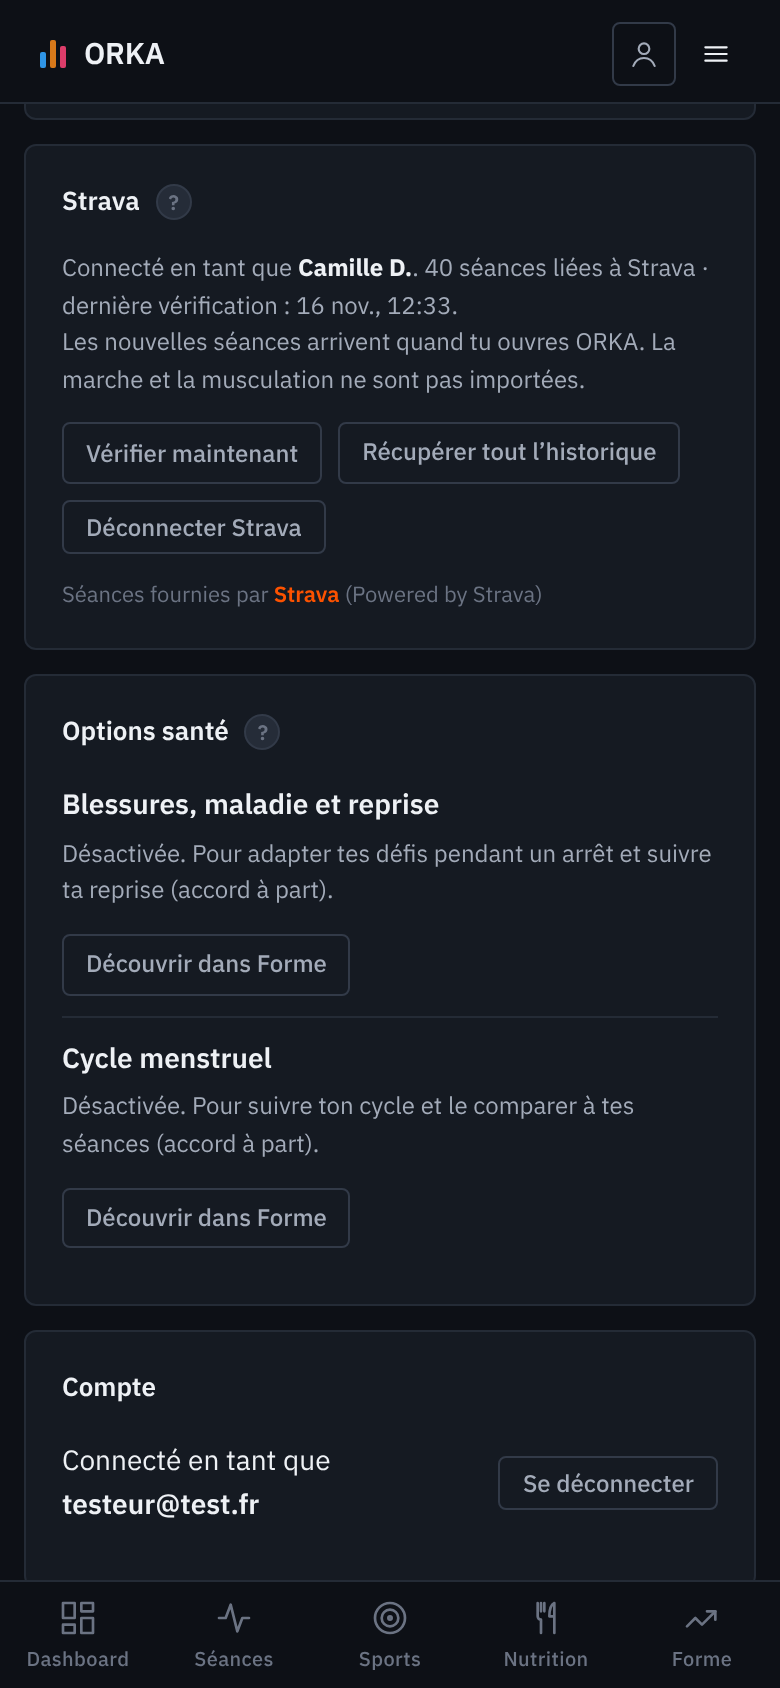 ORKA
Strava ?
Connecté en tant que Camille D.. 40 séances liées à Strava ·
dernière vérification : 16 nov., 12:33.
Les nouvelles séances arrivent quand tu ouvres ORKA. La
marche et la musculation ne sont pas importées.
Vérifier maintenant
Récupérer tout l’historique
Déconnecter Strava
Séances fournies par Strava (Powered by Strava)
Options santé ?
Blessures, maladie et reprise
Désactivée. Pour adapter tes défis pendant un arrêt et suivre
ta reprise (accord à part).
Découvrir dans Forme
Cycle menstruel
Désactivée. Pour suivre ton cycle et le comparer à tes
séances (accord à part).
Découvrir dans Forme
Compte
Connecté en tant que
testeur@test.fr
Se déconnecter
Dashboard
Séances
Sports
Nutrition
Forme